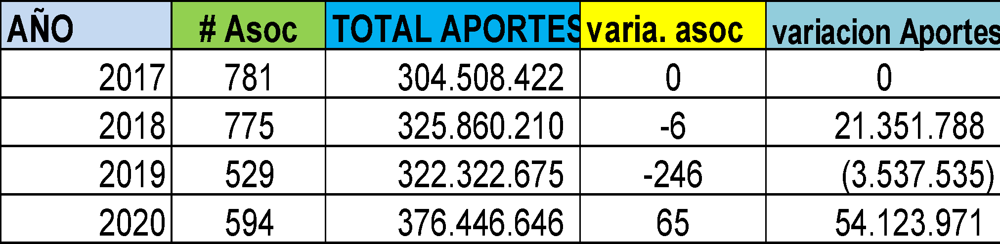 AÑO # Asoc TOTAL APORTES varia. asoc variacion Aportes
2017 781 304.508.422 0 0
2018 775 325.860.210 -6 21.351.788
2019 529 322.322.675 -246 (3.537.535)
2020 594 376.446.646 65 54.123.971